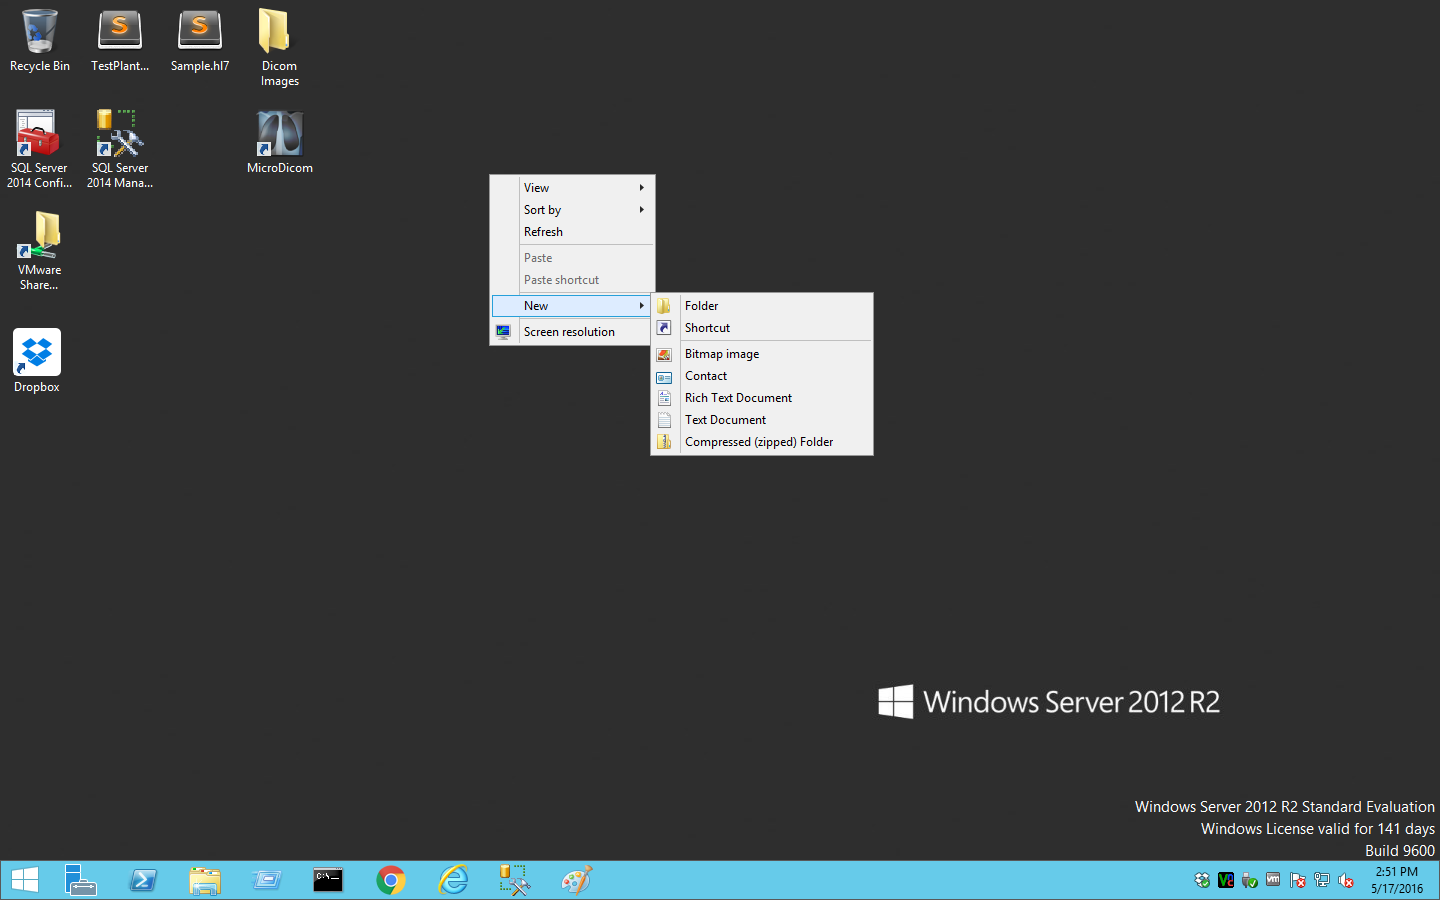 Recycle Bin
TestPlant...
Sample.hl7
Dicom
Images
SQL Server
2014 Confi...
SQL Server
2014 Mana...
MicroDicom
VMware
Share...
Dropbox
View
Sort by
Refresh
Paste
Paste shortcut
New
Screen resolution
Folder
Shortcut
Bitmap image
Contact
Rich Text Document
Text Document
Compressed (zipped) Folder
Windows Server 2012 R2
Windows Server 2012 R2 Standard Evaluation
Windows License valid for 141 days
Build 9600
C:\_
vm
2:51 PM
5/17/2016